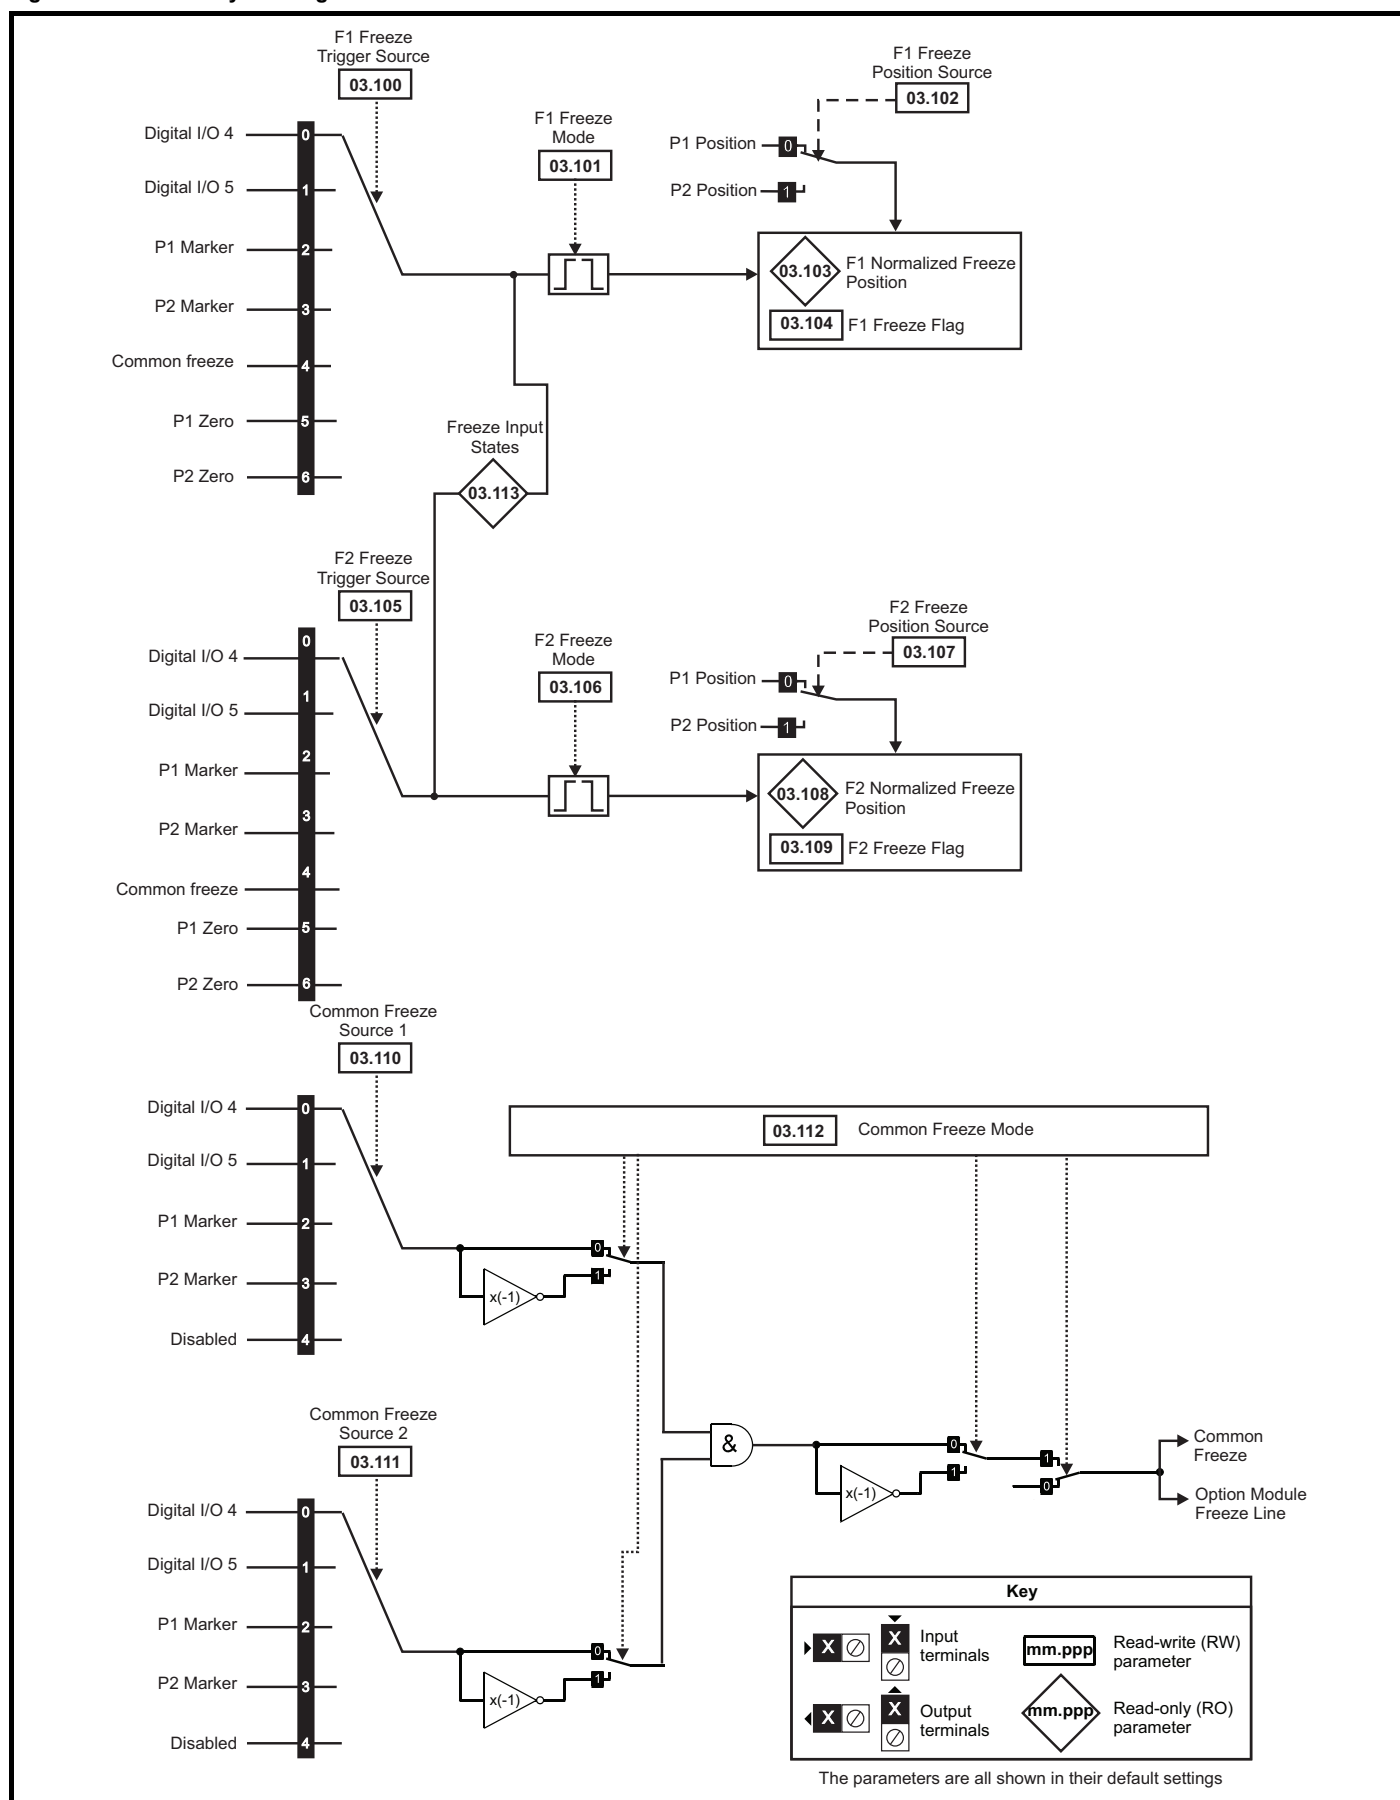 F1 Freeze
Trigger Source
03.100
Digital I/O 4
0
Digital I/O 5
1
P1 Marker
2
P2 Marker
3
Common freeze
4
P1 Zero
5
P2 Zero
6
F1 Freeze
Mode
03.101
F1 Freeze
Position Source
03.102
P1 Position
0
P2 Position
1
03.103
F1 Normalized Freeze
Position
03.104
F1 Freeze Flag
Freeze Input
States
03.113
F2 Freeze
Trigger Source
03.105
0
Digital I/O 4
1
Digital I/O 5
2
P1 Marker
3
P2 Marker
4
Common freeze
P1 Zero
5
P2 Zero
6
F2 Freeze
Mode
03.106
F2 Freeze
Position Source
03.107
P1 Position
0
P2 Position
1
03.108
F2 Normalized Freeze
Position
03.109
F2 Freeze Flag
Common Freeze
Source 1
03.110
Digital I/O 4
0
Digital I/O 5
1
P1 Marker
2
P2 Marker
3
Disabled
4
03.112
Common Freeze Mode
0
1
x(-1)
Common Freeze
Source 2
03.111
Digital I/O 4
0
Digital I/O 5
1
P1 Marker
2
P2 Marker
3
Disabled
4
0
1
x(-1)
&
0
1
x(-1)
1
0
Common
Freeze
Option Module
Freeze Line
Key
X
X
Input
terminals
mm.ppp
Read-write (RW)
parameter
X
X
Output
terminals
mm.ppp
Read-only (RO)
parameter
The parameters are all shown in their default settings